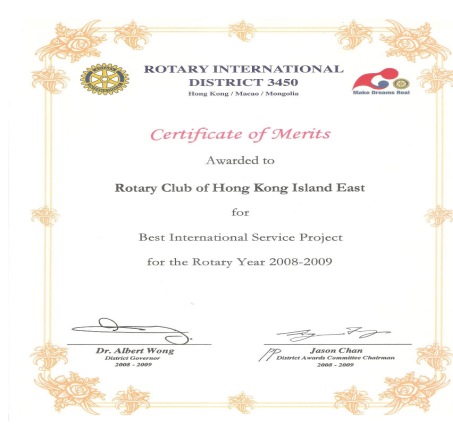 ROTARY INTERNATIONAL
DISTRICT 3450
Hong Kong / Macao / Mongolia
Make Dreams Real
Certificate of Merits
Awarded to
Rotary Club of Hong Kong Island East
for
Best International Service Project
for the Rotary Year 2008-2009
Dr. Albert Wong
District Governor
2008 - 2009
pp Jason Chan
District Awards Committee Chairman
2008 - 2009